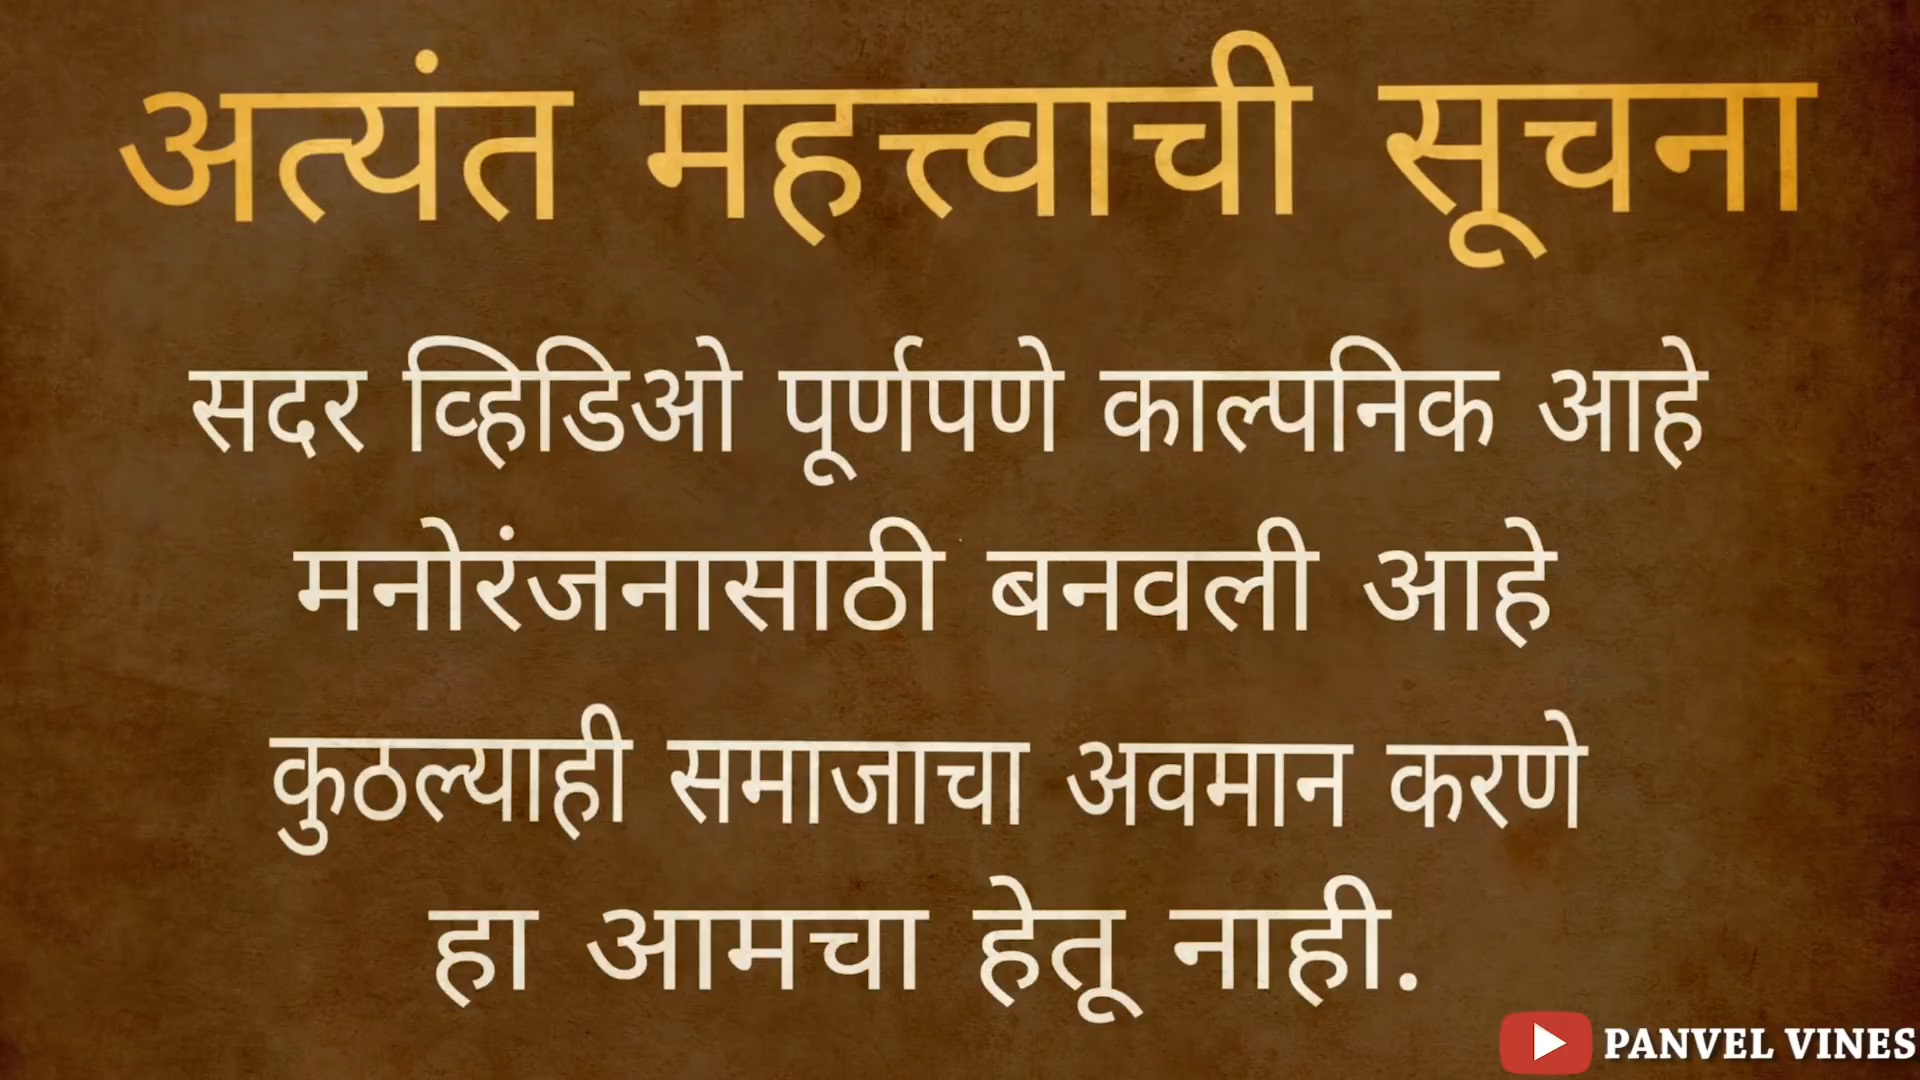 अत्यंत महत्त्वाची सूचना
सदर व्हिडिओ पूर्णपणे काल्पनिक आहे
मनोरंजनासाठी बनवली आहे
कुठल्याही समाजाचा अवमान करणे
हा आमचा हेतू नाही.
PANVEL VINES